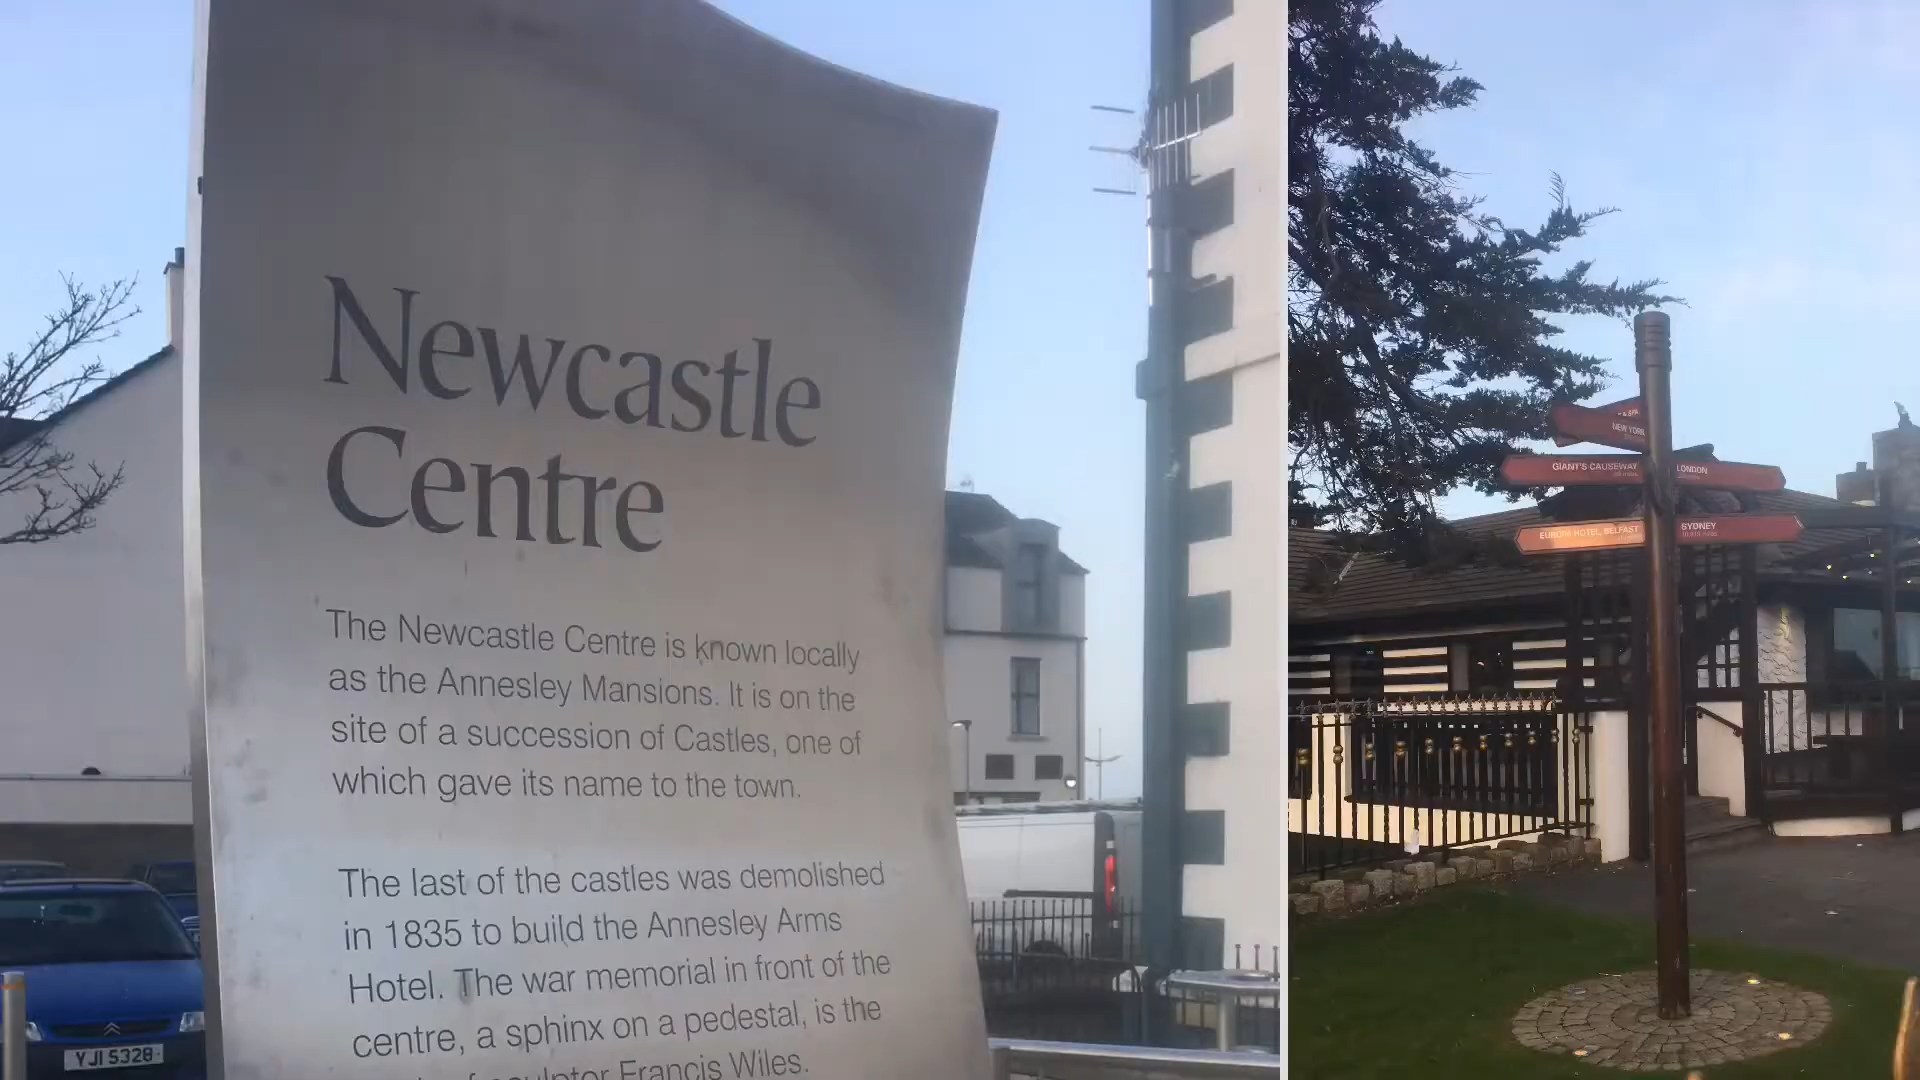 Newcastle
Centre
The Newcastle Centre is known locally
as the Annesley Mansions. It is on the
site of a succession of Castles, one of
which gave its name to the town.
The last of the castles was demolished
in 1835 to build the Annesley Arms
Hotel. The war memorial in front of the
centre, a sphinx on a pedestal, is the
sculptor Francis Wiles.
YJI 5328
& SPA
NEW YORK
GIANT'S CAUSEWAY
LONDON
EUROPA HOTEL, BELFAST
SYDNEY